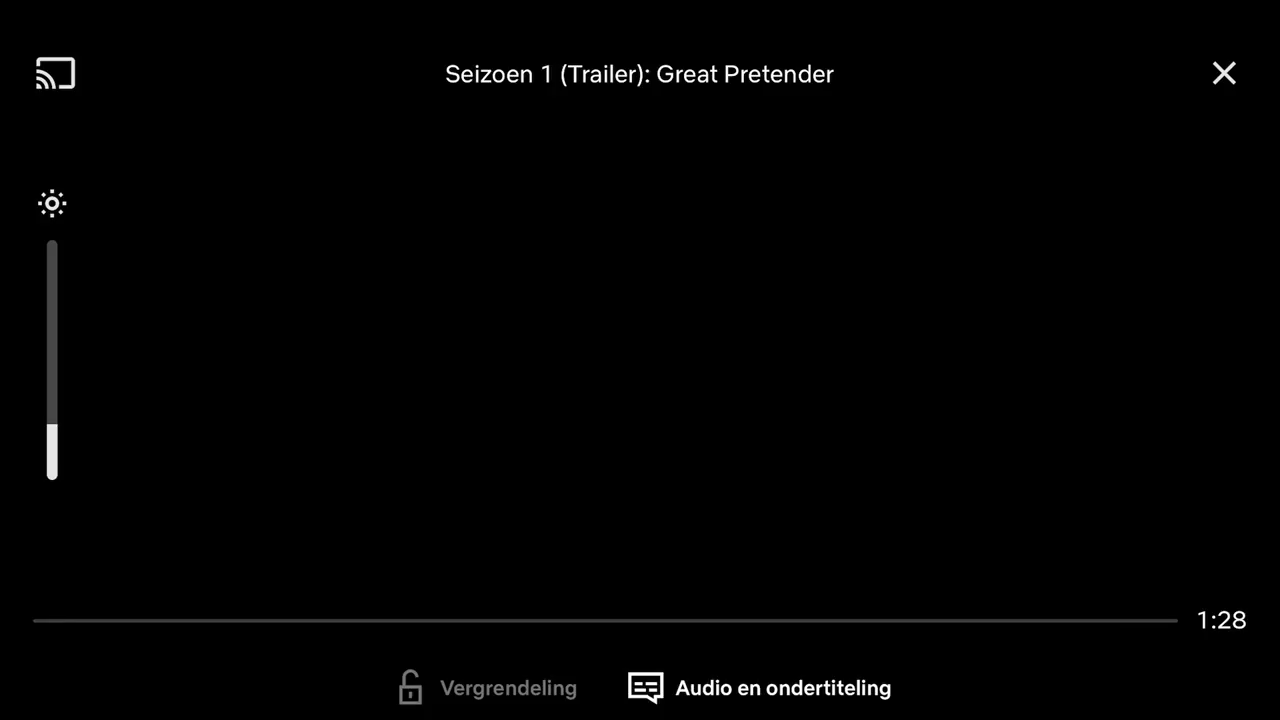 Seizoen 1 (Trailer): Great Pretender
1:28
Vergrendeling
Audio en ondertiteling